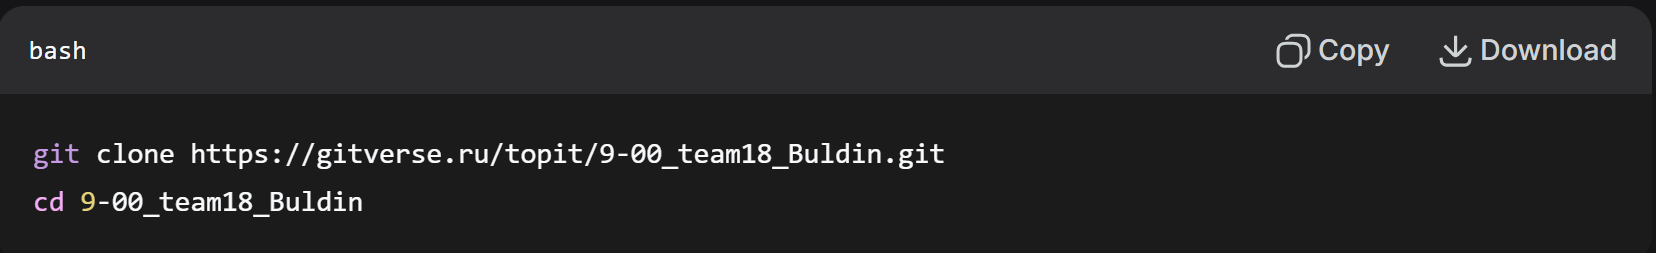 bash
Copy
Download
git clone https://gitverse.ru/topit/9-00_team18_Buldin.git
cd 9-00_team18_Buldin